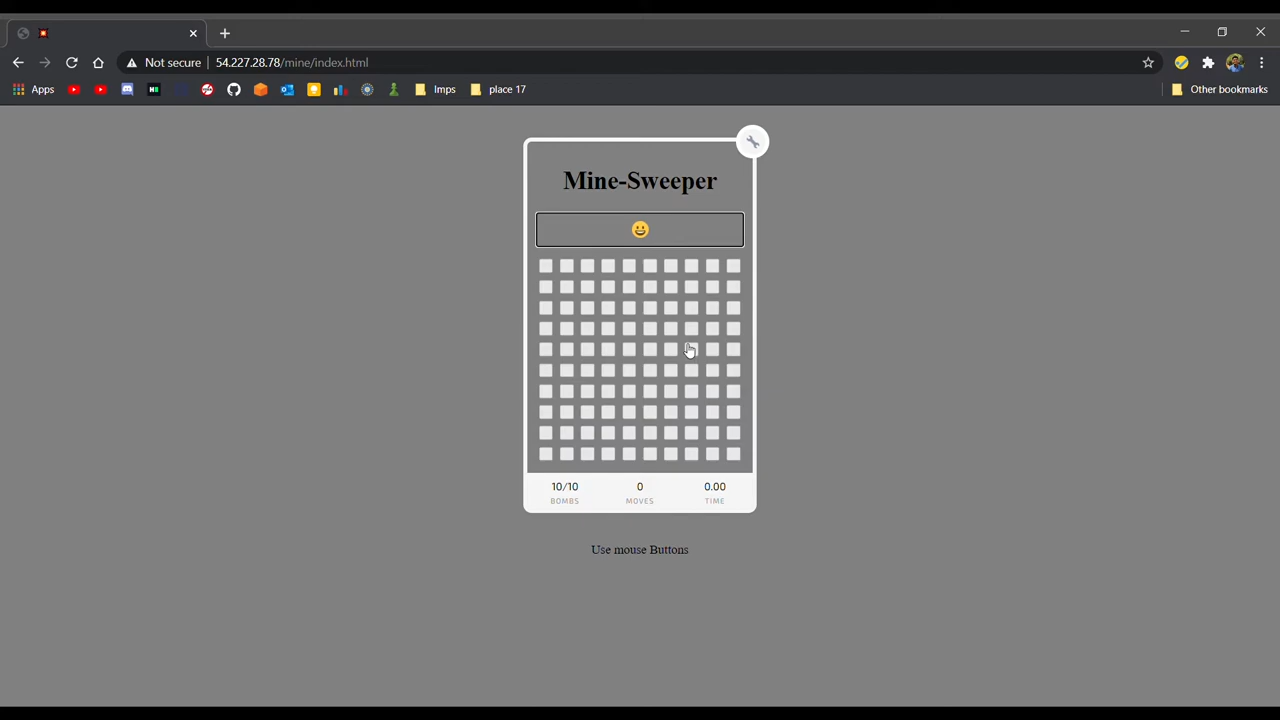 Not secure 54.227.28.78/mine/index.html
Apps
Imps
place 17
Other bookmarks
Mine-Sweeper
10/10 0 0.00
BOMBS MOVES TIME
Use mouse Buttons